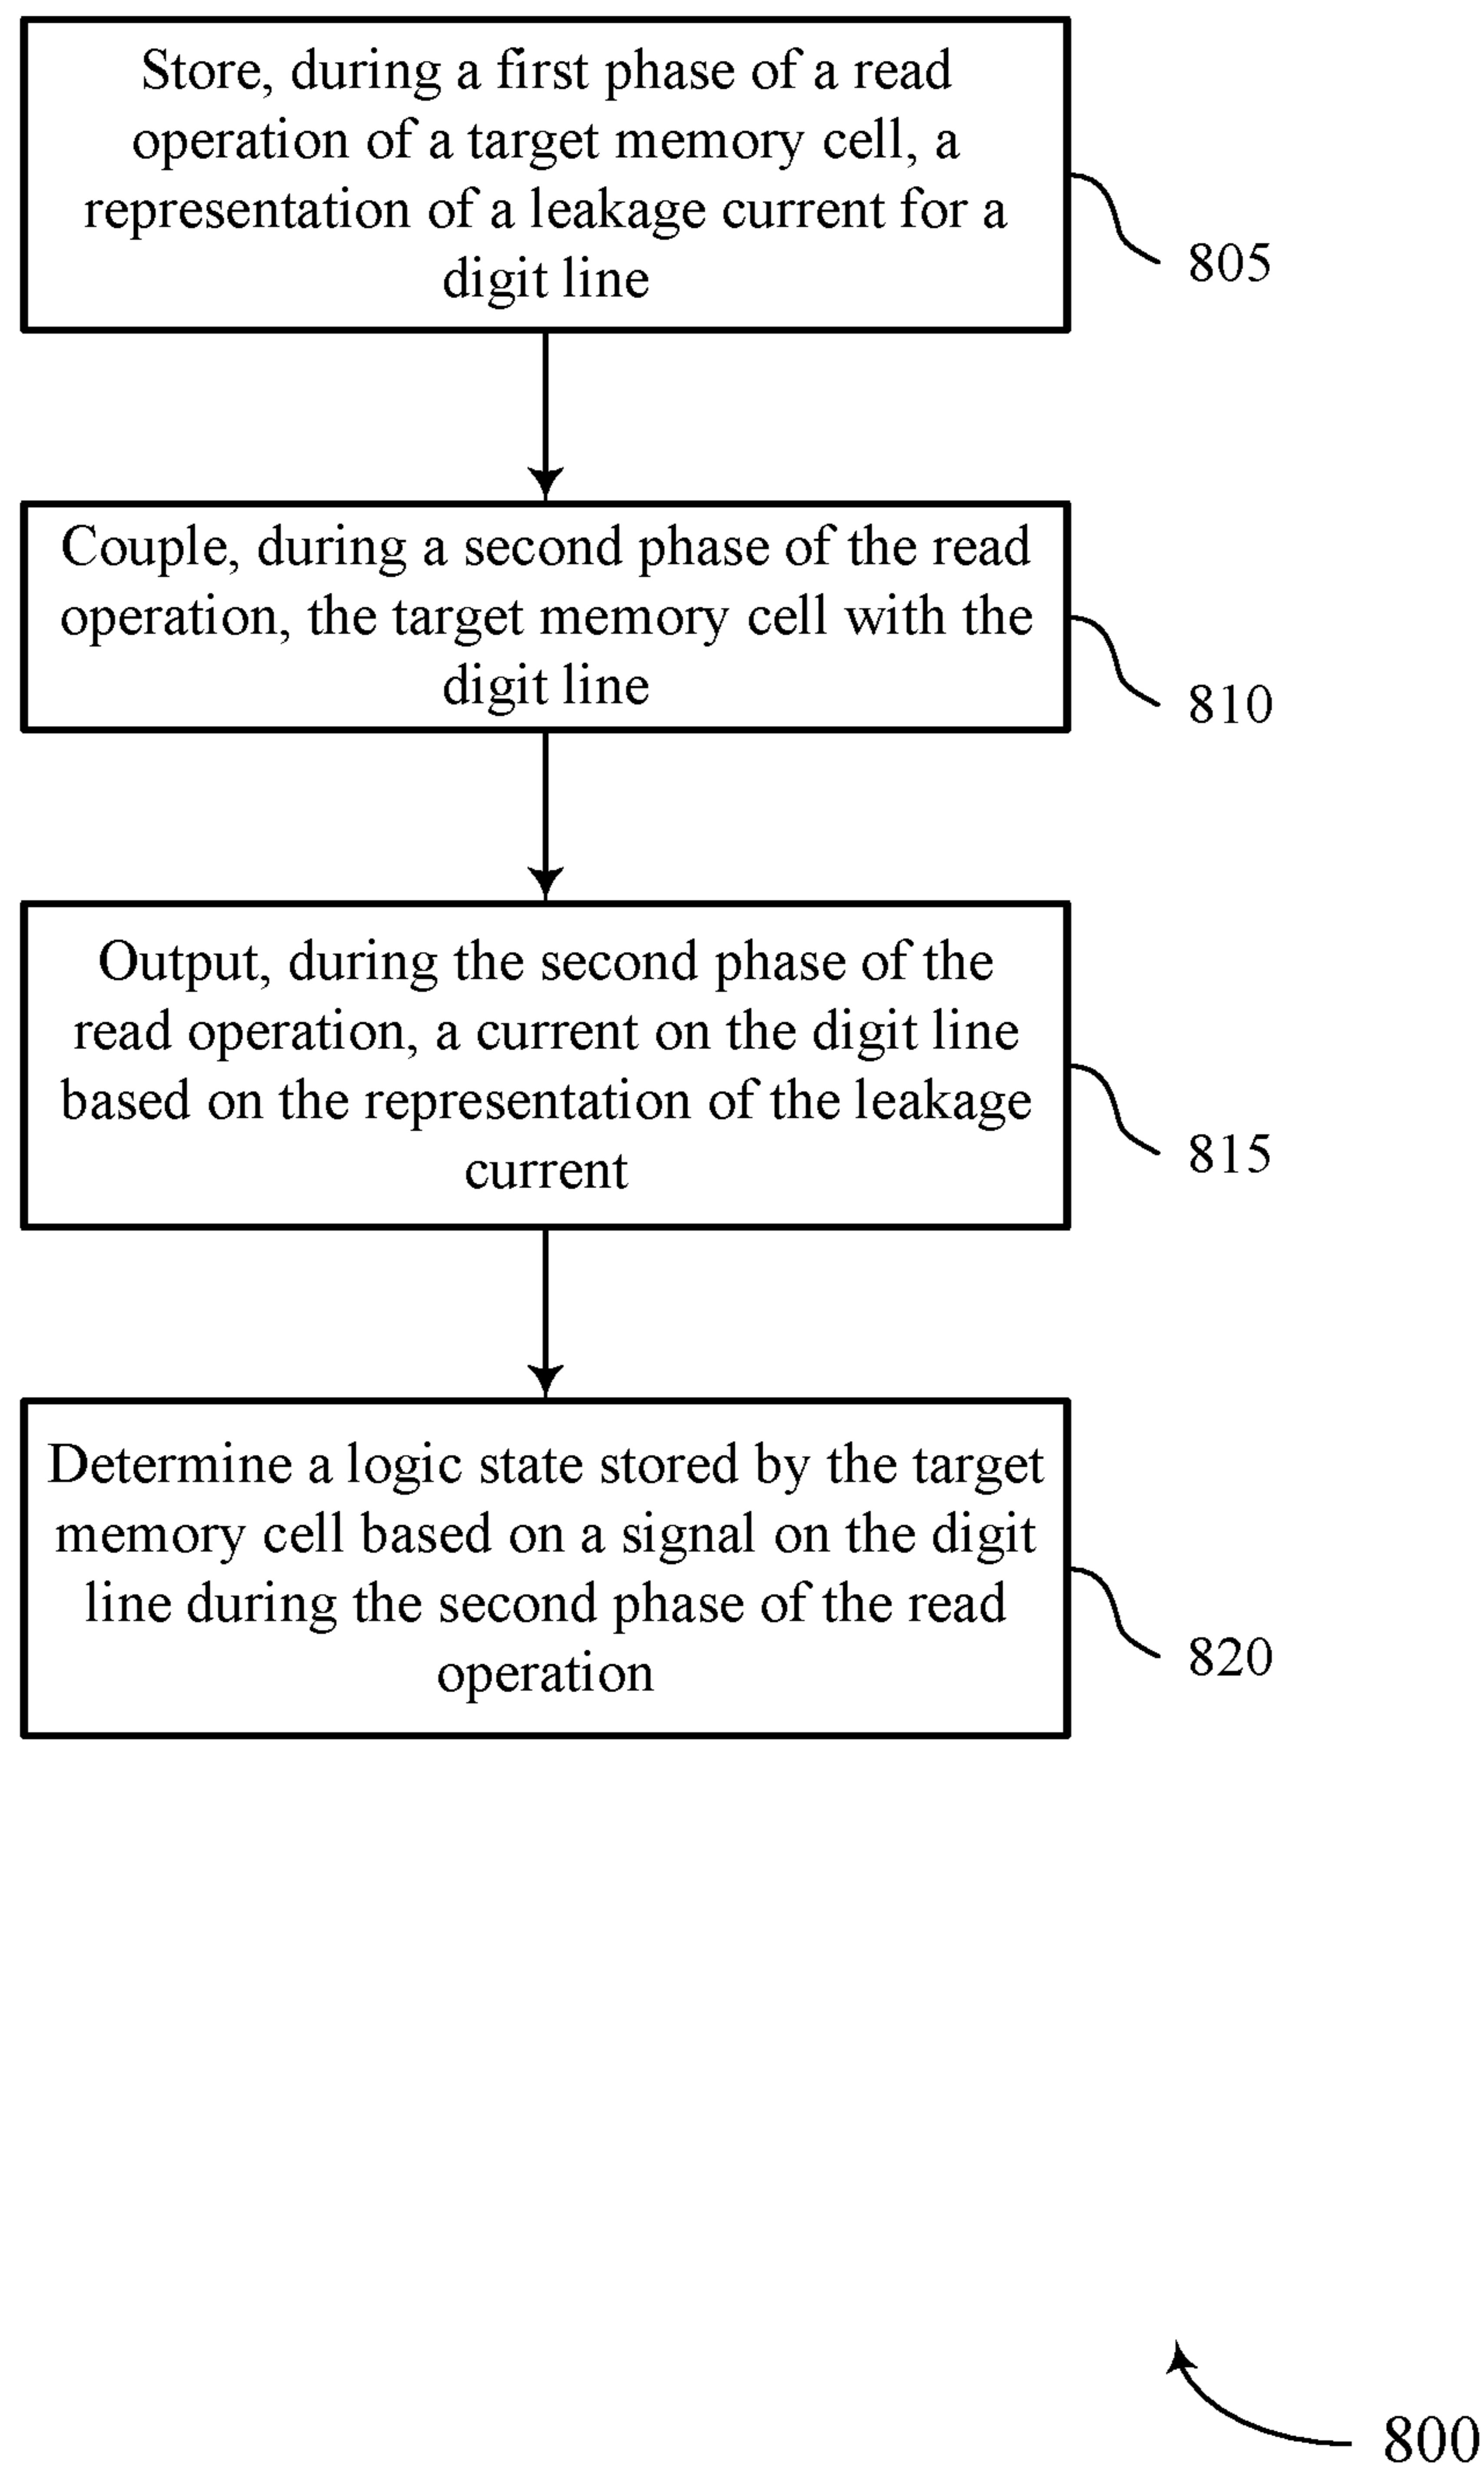 Store, during a first phase of a read
operation of a target memory cell, a
representation of a leakage current for a
digit line
805
Couple, during a second phase of the read
operation, the target memory cell with the
digit line
810
Output, during the second phase of the
read operation, a current on the digit line
based on the representation of the leakage
current
815
Determine a logic state stored by the target
memory cell based on a signal on the digit
line during the second phase of the read
operation
820
800